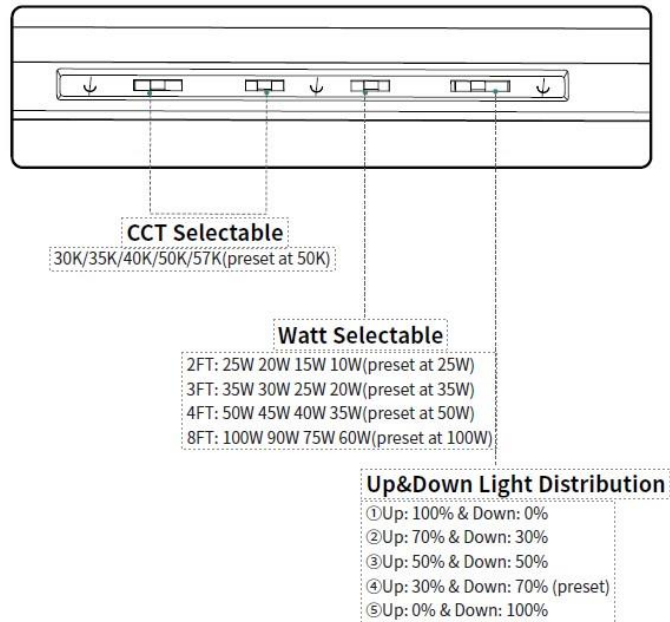 CCT Selectable
30K/35K/40K/50K/57K(preset at 50K)
Watt Selectable
2FT: 25W 20W 15W 10W(preset at 25W)
3FT: 35W 30W 25W 20W(preset at 35W)
4FT: 50W 45W 40W 35W(preset at 50W)
8FT: 100W 90W 75W 60W(preset at 100W)
Up&Down Light Distribution
①Up: 100% & Down: 0%
②Up: 70% & Down: 30%
③Up: 50% & Down: 50%
④Up: 30% & Down: 70% (preset)
⑤Up: 0% & Down: 100%